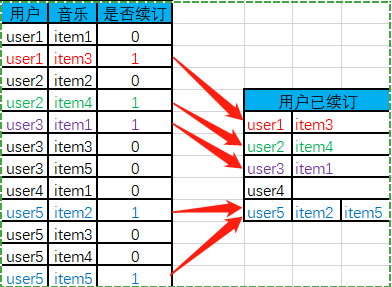 用户 音乐 是否续订
user1 item1 0
user1 item3 1
user2 item2 0
user2 item4 1
user3 item1 1
user3 item3 0
user3 item5 0
user4 item1 0
user5 item2 1
user5 item3 0
user5 item4 0
user5 item5 1
用户已续订
user1 item3
user2 item4
user3 item1
user4
user5 item2 item5